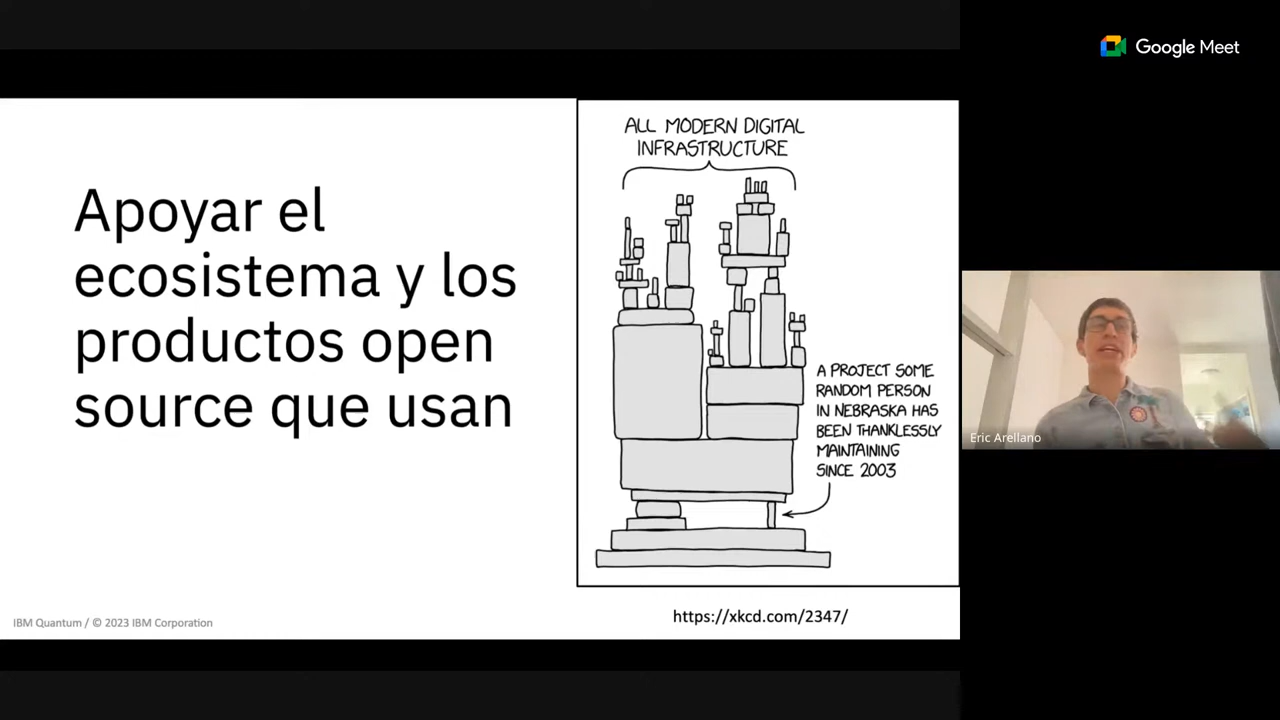 Google Meet
Apoyar el
ecosistema y los
productos open
source que usan
ALL MODERN DIGITAL
INFRASTRUCTURE
A PROJECT SOME
RANDOM PERSON
IN NEBRASKA HAS
BEEN THANKLESSLY
MAINTAINING
SINCE 2003
https://xkcd.com/2347/
IBM Quantum / © 2023 IBM Corporation
Eric Arellano